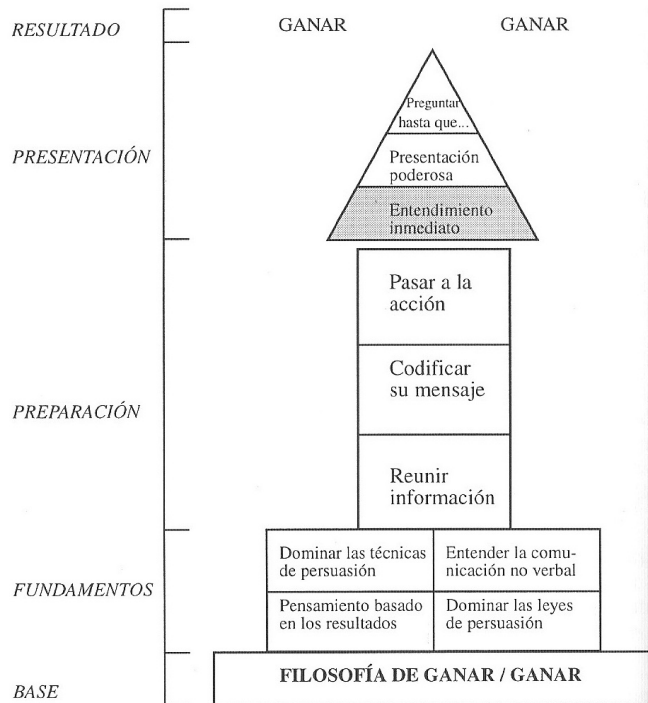 RESULTADO
GANAR GANAR
Preguntar
hasta que...
PRESENTACIÓN
Presentación
poderosa
Entendimiento
inmediato
Pasar a la
acción
Codificar
su mensaje
PREPARACIÓN
Reunir
información
Dominar las técnicas
de persuasión
Entender la comu-
nicación no verbal
FUNDAMENTOS
Pensamiento basado
en los resultados
Dominar las leyes
de persuasión
FILOSOFÍA DE GANAR / GANAR
BASE